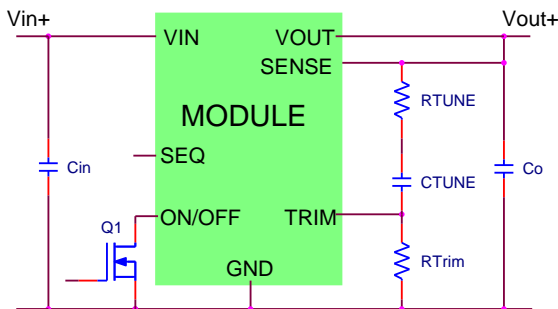 Vin+
Vout+
VIN
VOUT
SENSE
RTUNE
MODULE
SEQ
Cin
CTUNE
Co
Q1
ON/OFF
TRIM
RTrim
GND